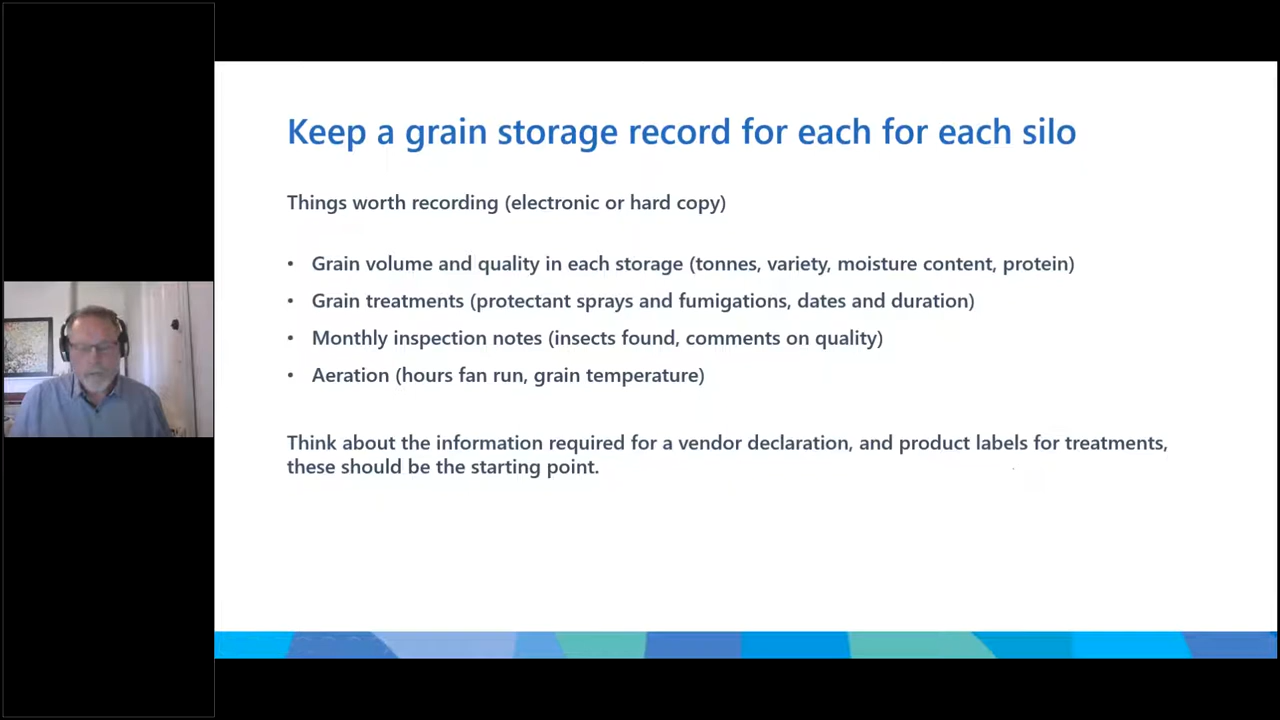 Keep a grain storage record for each for each silo
Things worth recording (electronic or hard copy)
• Grain volume and quality in each storage (tonnes, variety, moisture content, protein)
• Grain treatments (protectant sprays and fumigations, dates and duration)
• Monthly inspection notes (insects found, comments on quality)
• Aeration (hours fan run, grain temperature)
Think about the information required for a vendor declaration, and product labels for treatments,
these should be the starting point.